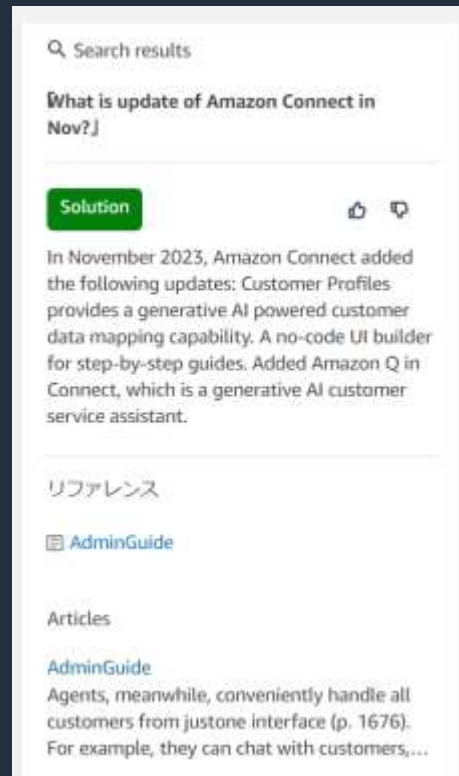 Search results
「What is update of Amazon Connect in
Nov?」
Solution
In November 2023, Amazon Connect added
the following updates: Customer Profiles
provides a generative AI powered customer
data mapping capability. A no-code UI builder
for step-by-step guides. Added Amazon Q in
Connect, which is a generative AI customer
service assistant.
リファレンス
AdminGuide
Articles
AdminGuide
Agents, meanwhile, conveniently handle all
customers from justone interface (p. 1676).
For example, they can chat with customers,...